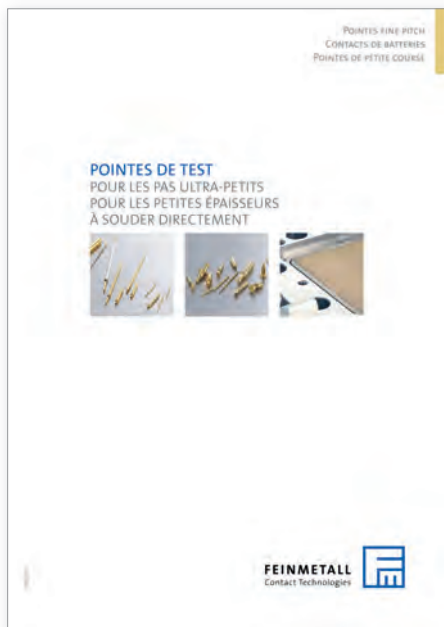 POINTES FINE PITCH
CONTACTS DE BATTERIES
POINTES DE PETITE COURSE
POINTES DE TEST
POUR LES PAS ULTRA-PETITS
POUR LES PETITES ÉPAISSEURS
À SOUDER DIRECTEMENT
FEINMETALL
Contact Technologies